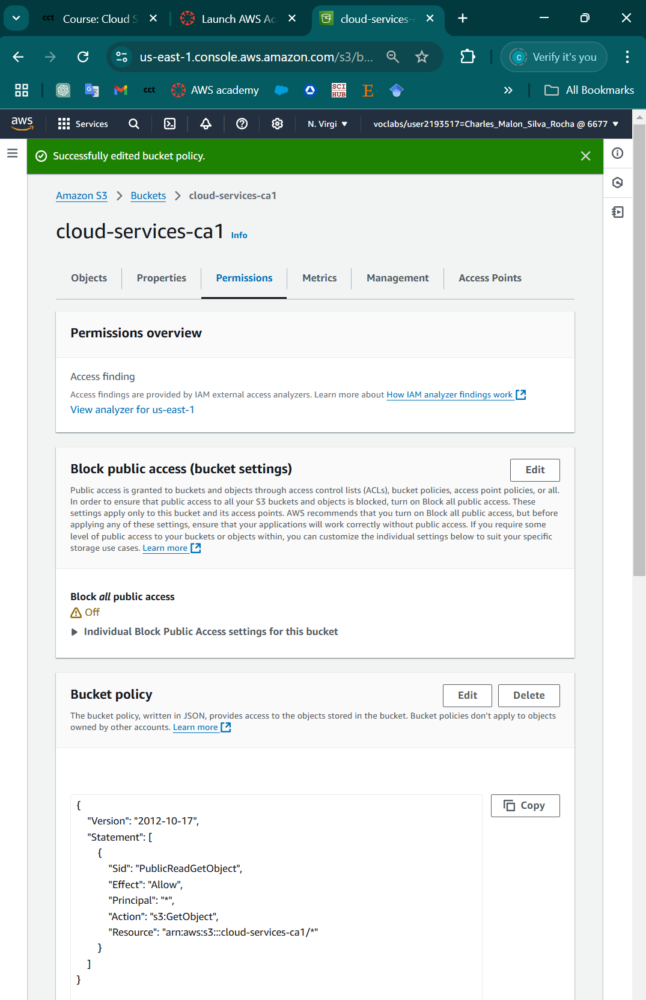 cct Course: Cloud S
Launch AWS Ac
cloud-services-
us-east-1.console.aws.amazon.com/s3/b...
C Verify it's you
cct
AWS academy
SCI HUB
E
All Bookmarks
aws
Services
N. Virgi
voclabs/user2193517=Charles_Malon_Silva_Rocha @ 6677
Successfully edited bucket policy.
Amazon S3 > Buckets > cloud-services-ca1
cloud-services-ca1 Info
Objects
Properties
Permissions
Metrics
Management
Access Points
Permissions overview
Access finding
Access findings are provided by IAM external access analyzers. Learn more about How IAM analyzer findings work
View analyzer for us-east-1
Block public access (bucket settings)
Edit
Public access is granted to buckets and objects through access control lists (ACLs), bucket policies, access point policies, or all.
In order to ensure that public access to all your S3 buckets and objects is blocked, turn on Block all public access. These
settings apply only to this bucket and its access points. AWS recommends that you turn on Block all public access, but before
applying any of these settings, ensure that your applications will work correctly without public access. If you require some
level of public access to your buckets or objects within, you can customize the individual settings below to suit your specific
storage use cases. Learn more
Block all public access
Off
Individual Block Public Access settings for this bucket
Bucket policy
Edit
Delete
The bucket policy, written in JSON, provides access to the objects stored in the bucket. Bucket policies don't apply to objects
owned by other accounts. Learn more
Copy
{
"Version": "2012-10-17",
"Statement": [
{
"Sid": "PublicReadGetObject",
"Effect": "Allow",
"Principal": "*",
"Action": "s3:GetObject",
"Resource": "arn:aws:s3:::cloud-services-ca1/*"
}
]
}